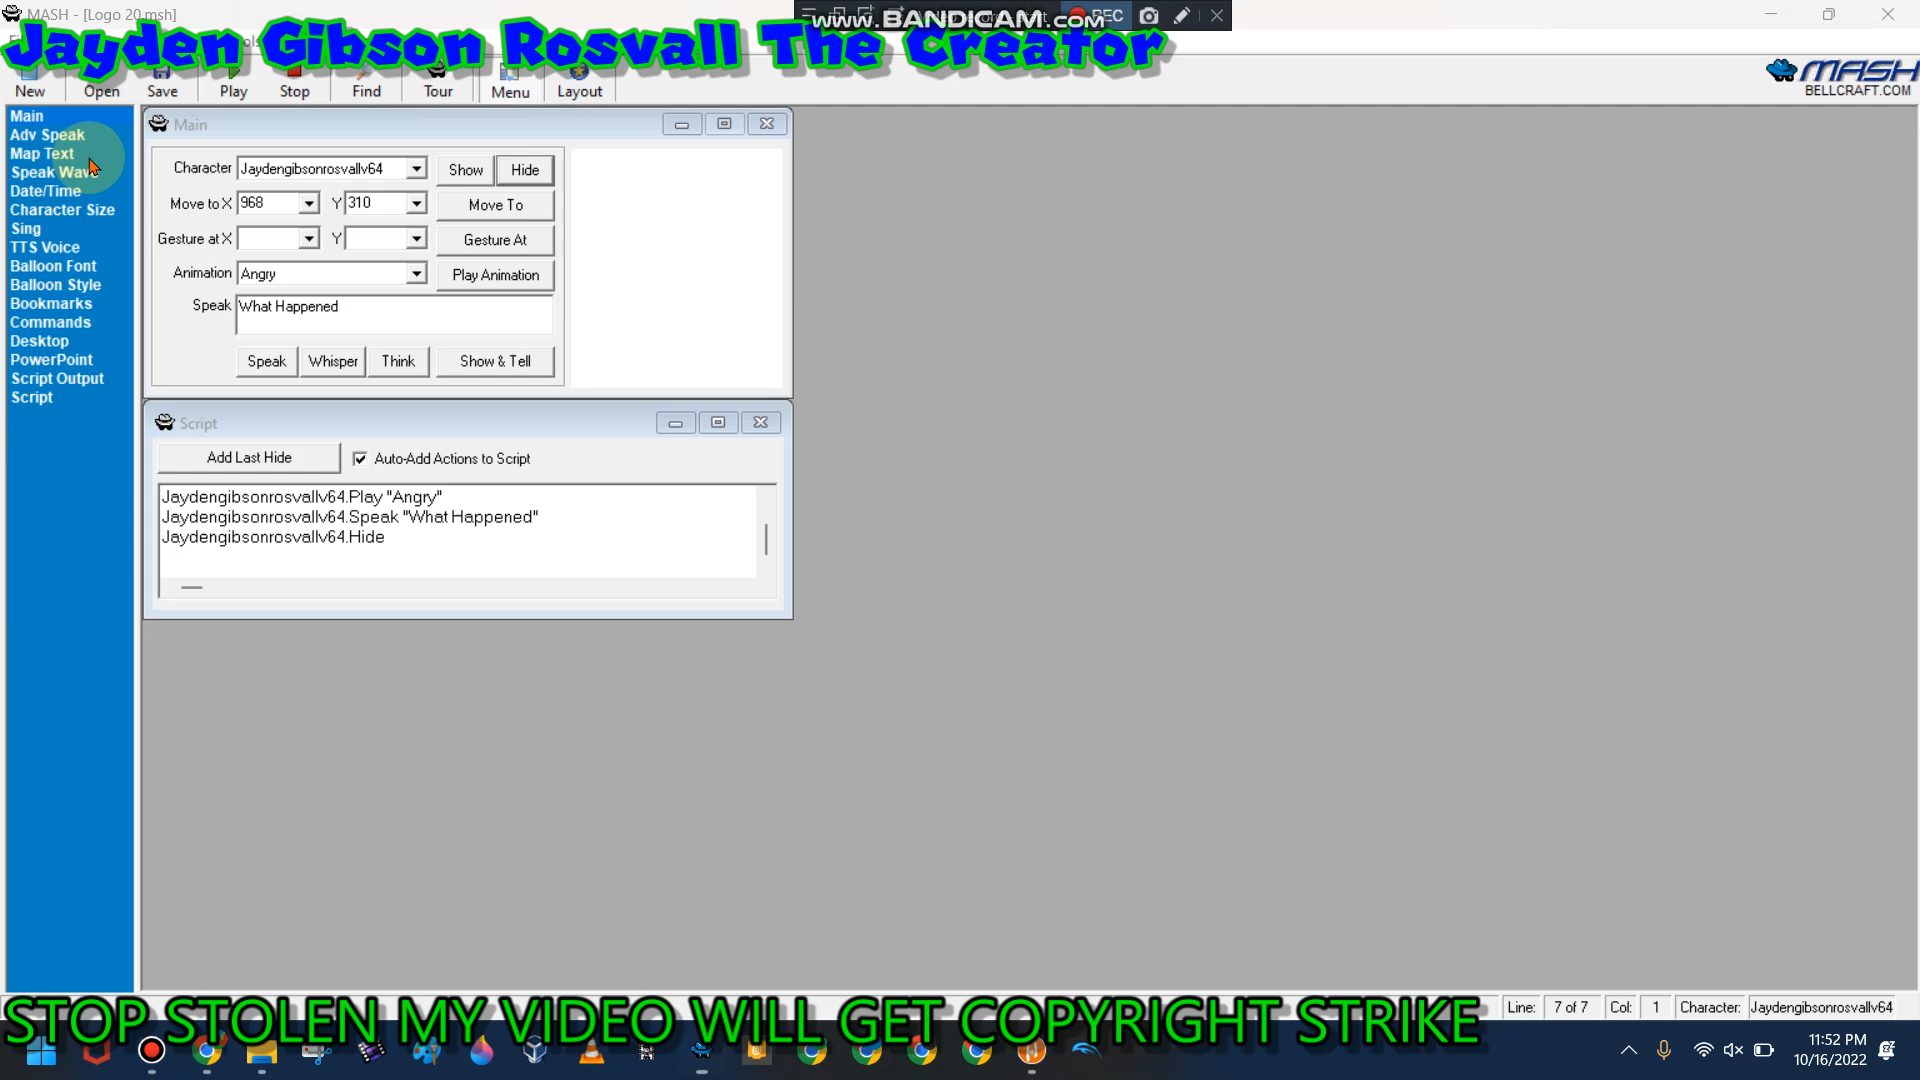 MASH - [Logo 20.msh]
www.BANDICAM.com
REC
Jayden Gibson Rosvall The Creator
New Open Save Play Stop Find Tour Menu Layout
MASH
BELLCRAFT.COM
Main
Adv Speak
Map Text
Speak Wave
Date/Time
Character Size
Sing
TTS Voice
Balloon Font
Balloon Style
Bookmarks
Commands
Desktop
PowerPoint
Script Output
Script
Main
Character Jaydengibsonrosvallv64 Show Hide
Move to X 968 Y 310 Move To
Gesture at X Y Gesture At
Animation Angry Play Animation
Speak What Happened
Speak Whisper Think Show & Tell
Script
Add Last Hide Auto-Add Actions to Script
Jaydengibsonrosvallv64.Play "Angry"
Jaydengibsonrosvallv64.Speak "What Happened"
Jaydengibsonrosvallv64.Hide
STOP STOLEN MY VIDEO WILL GET COPYRIGHT STRIKE
Line: 7 of 7 Col: 1 Character: Jaydengibsonrosvallv64
11:52 PM
10/16/2022